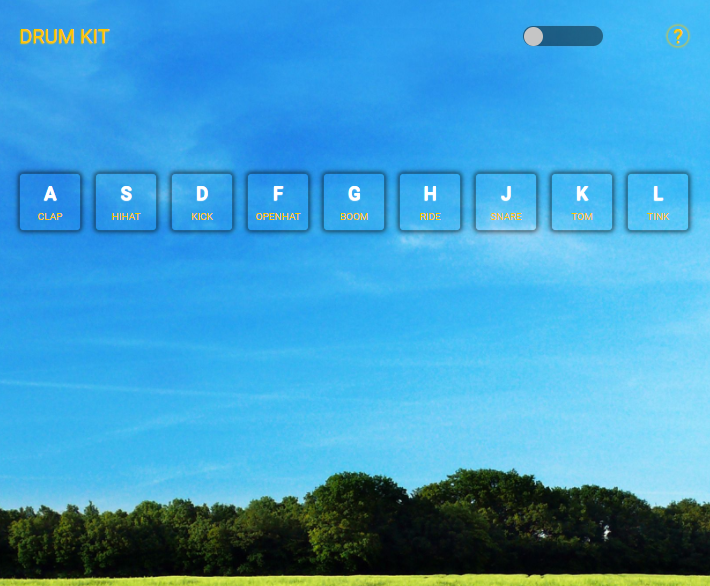 DRUM KIT
?
A S D F G H J K L
CLAP HIHAT KICK OPENHAT BOOM RIDE SNARE TOM TINK